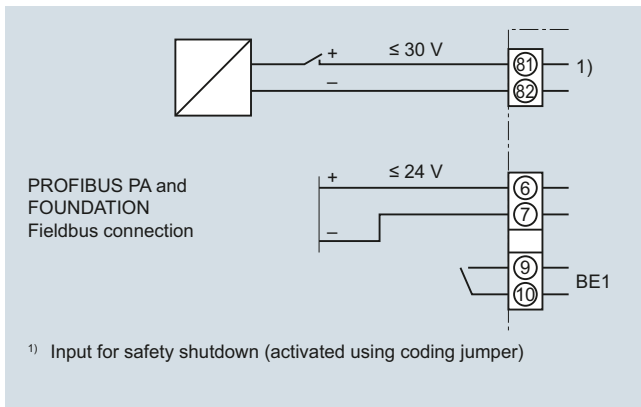 + ≤ 30 V
81 1)
– 82
PROFIBUS PA and
FOUNDATION
Fieldbus connection
+ ≤ 24 V
6
7
–
9
10
BE1
1) Input for safety shutdown (activated using coding jumper)